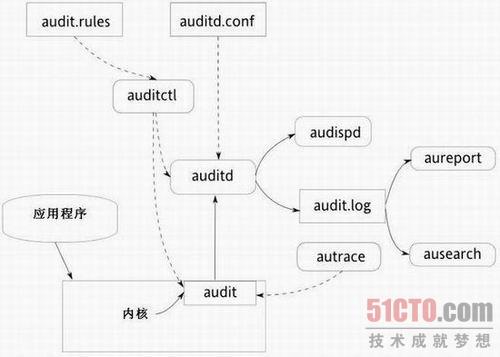 audit.rules
auditd.conf
auditctl
audispd
auditd
aureport
audit.log
应用程序
autrace
ausearch
audit
内核
51CTO.com
技术成就梦想